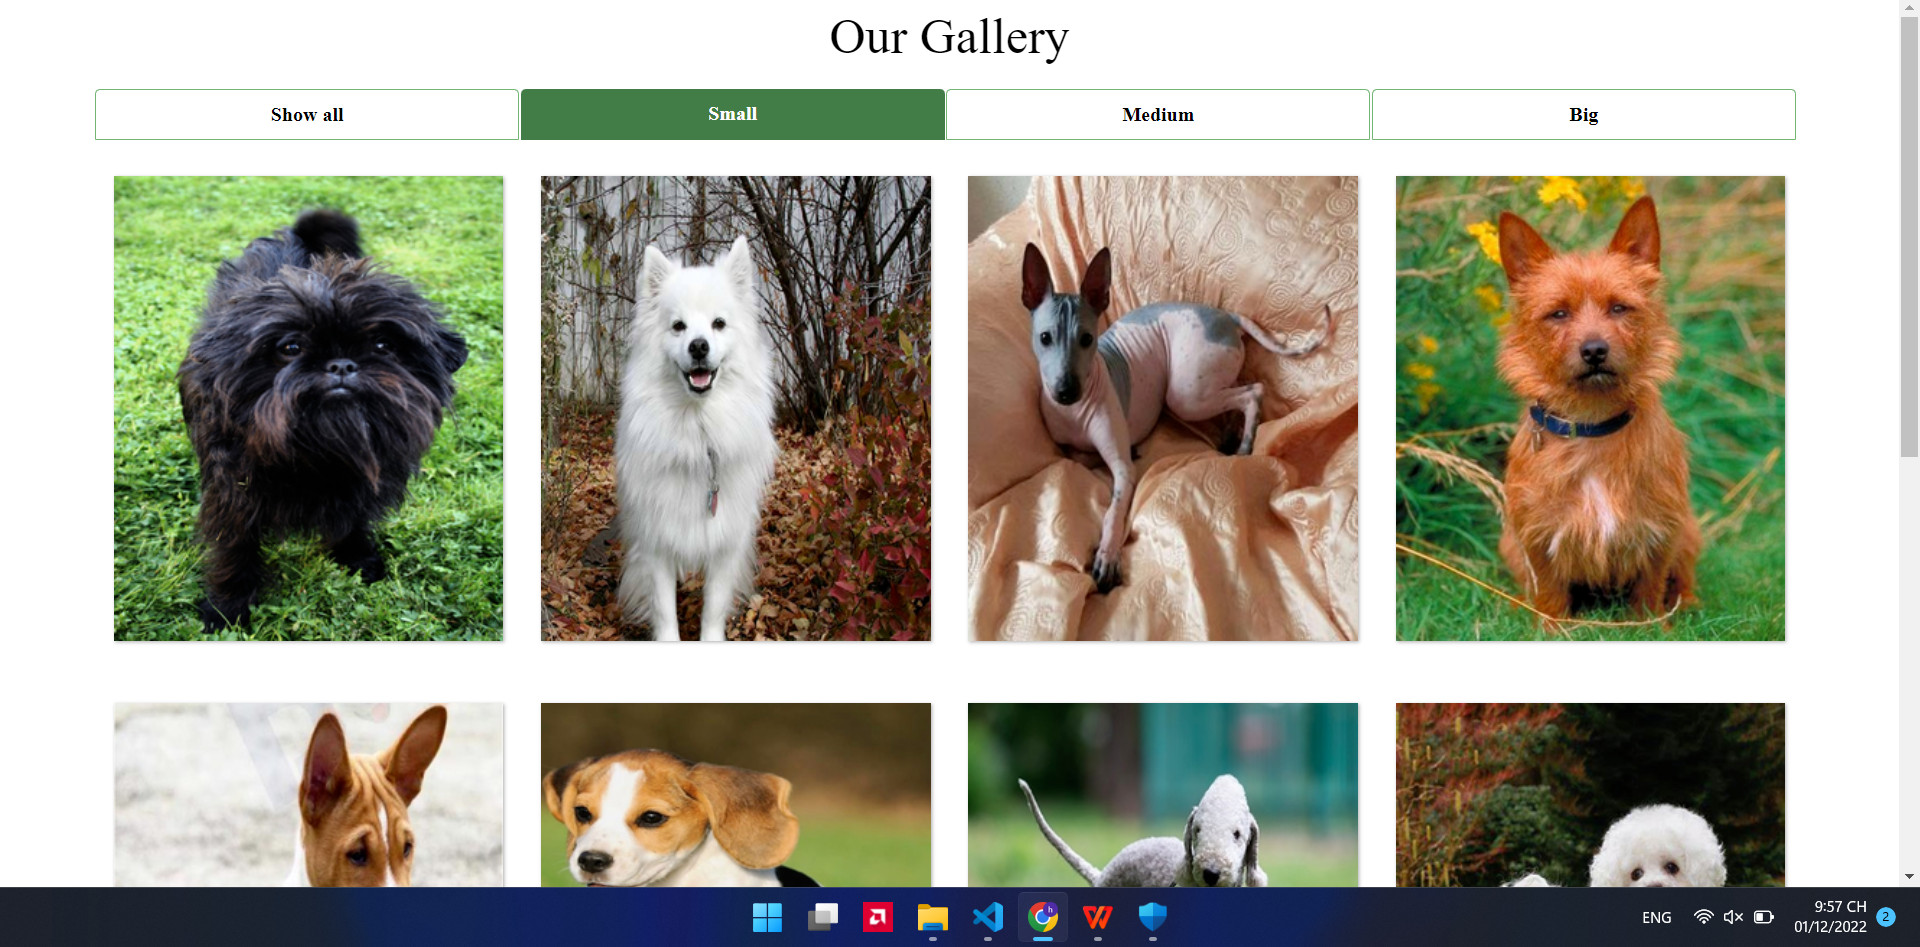 Our Gallery
Show all
Small
Medium
Big
ENG
9:57 CH
01/12/2022
2